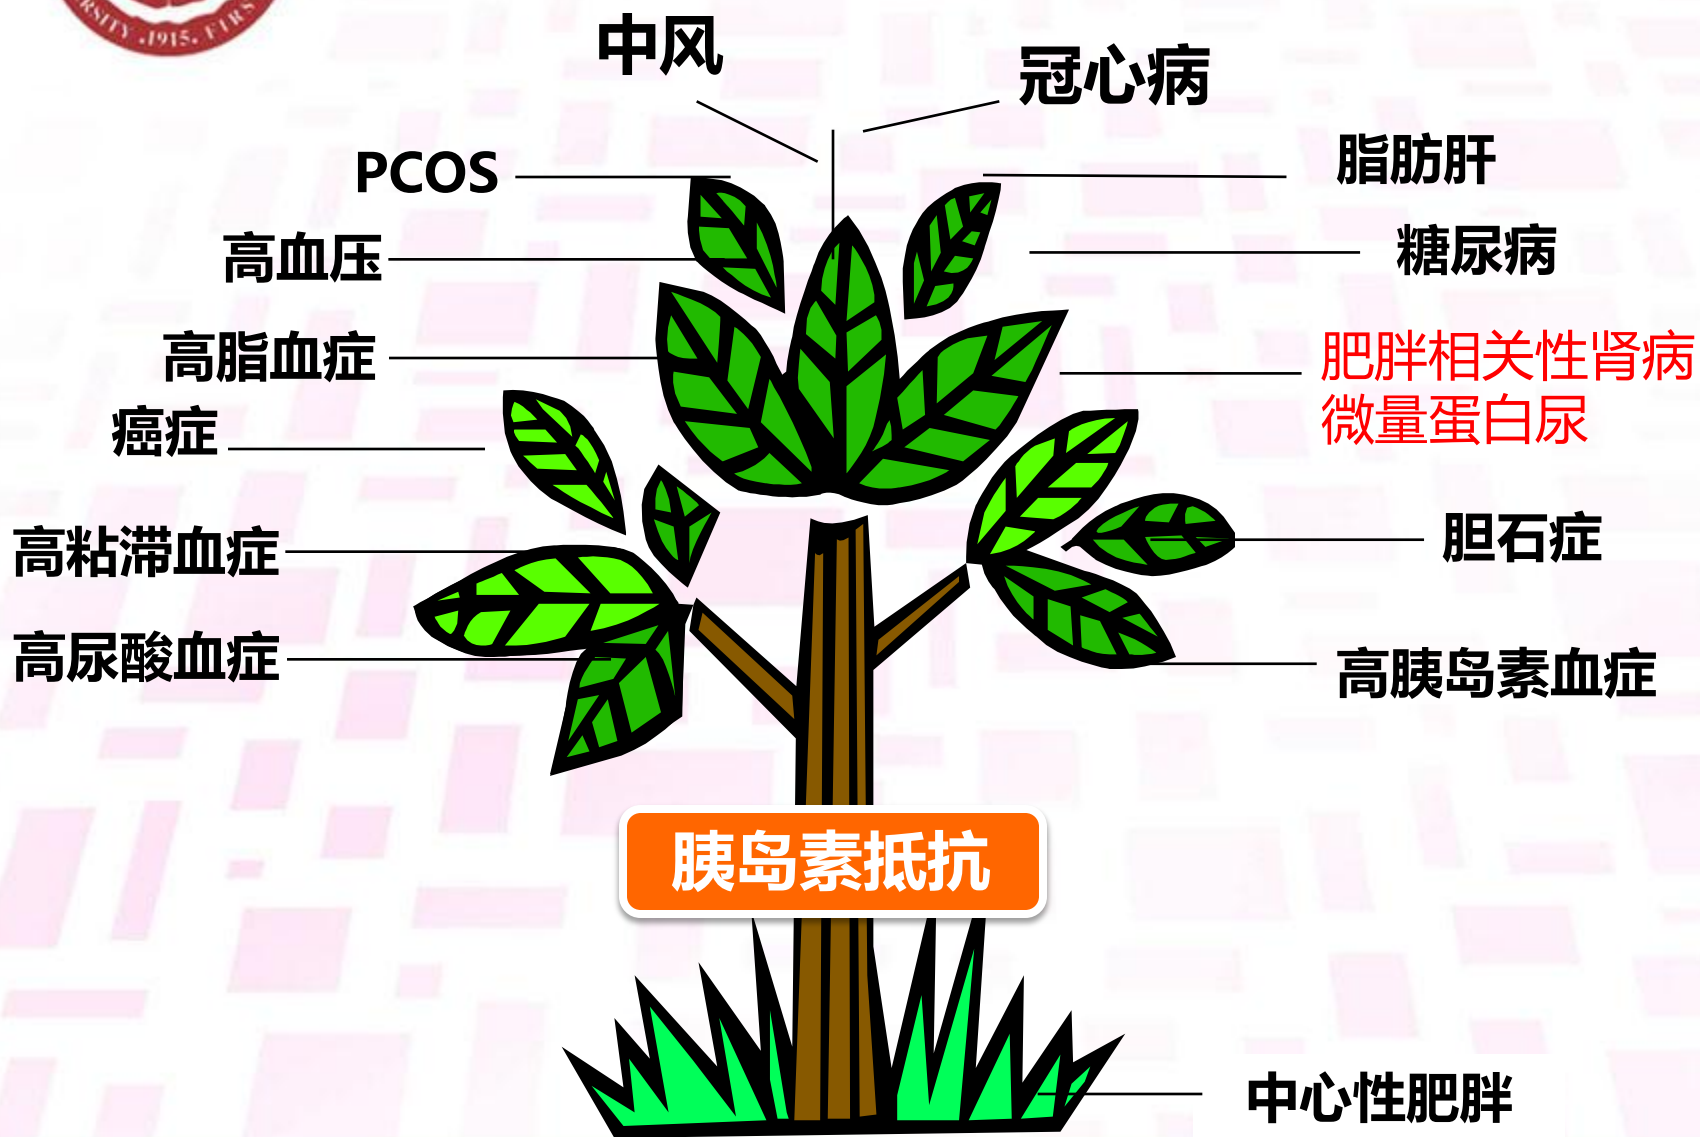 RSITY .1915. FIRS
中风
冠心病
PCOS
脂肪肝
高血压
糖尿病
高脂血症
肥胖相关性肾病
微量蛋白尿
癌症
高粘滞血症
胆石症
高尿酸血症
高胰岛素血症
胰岛素抵抗
中心性肥胖